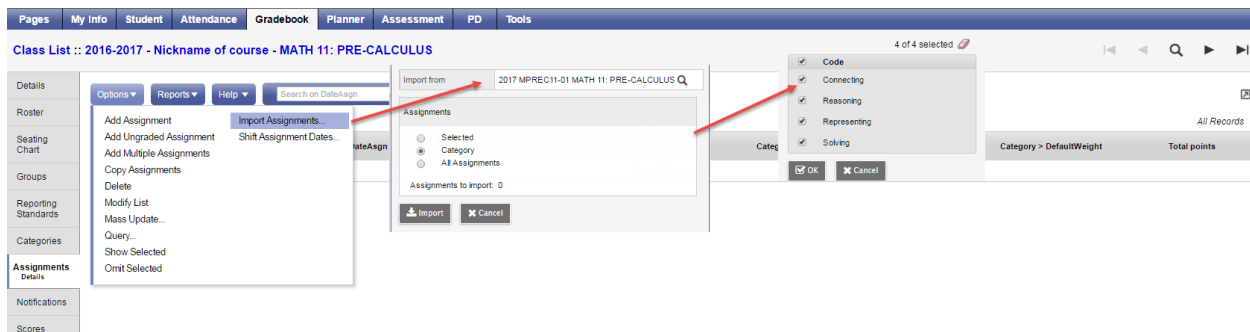 Pages My Info Student Attendance Gradebook Planner Assessment PD Tools
Class List :: 2016-2017 - Nickname of course - MATH 11: PRE-CALCULUS
Details
Roster
Seating
Chart
Groups
Reporting
Standards
Categories
Assignments
Details
Notifications
Scores
Options Reports Help Search on DateAsgn
Add Assignment
Add Ungraded Assignment
Add Multiple Assignments
Copy Assignments
Delete
Modify List
Mass Update...
Query...
Show Selected
Omit Selected
Import Assignments...
Shift Assignment Dates...
Import from 2017 MPREC11-01 MATH 11: PRE-CALCULUS
Assignments
Selected
Category
All Assignments
Assignments to import: 0
Import Cancel
4 of 4 selected
Code
Connecting
Reasoning
Representing
Solving
OK Cancel
All Records
Category > DefaultWeight Total points